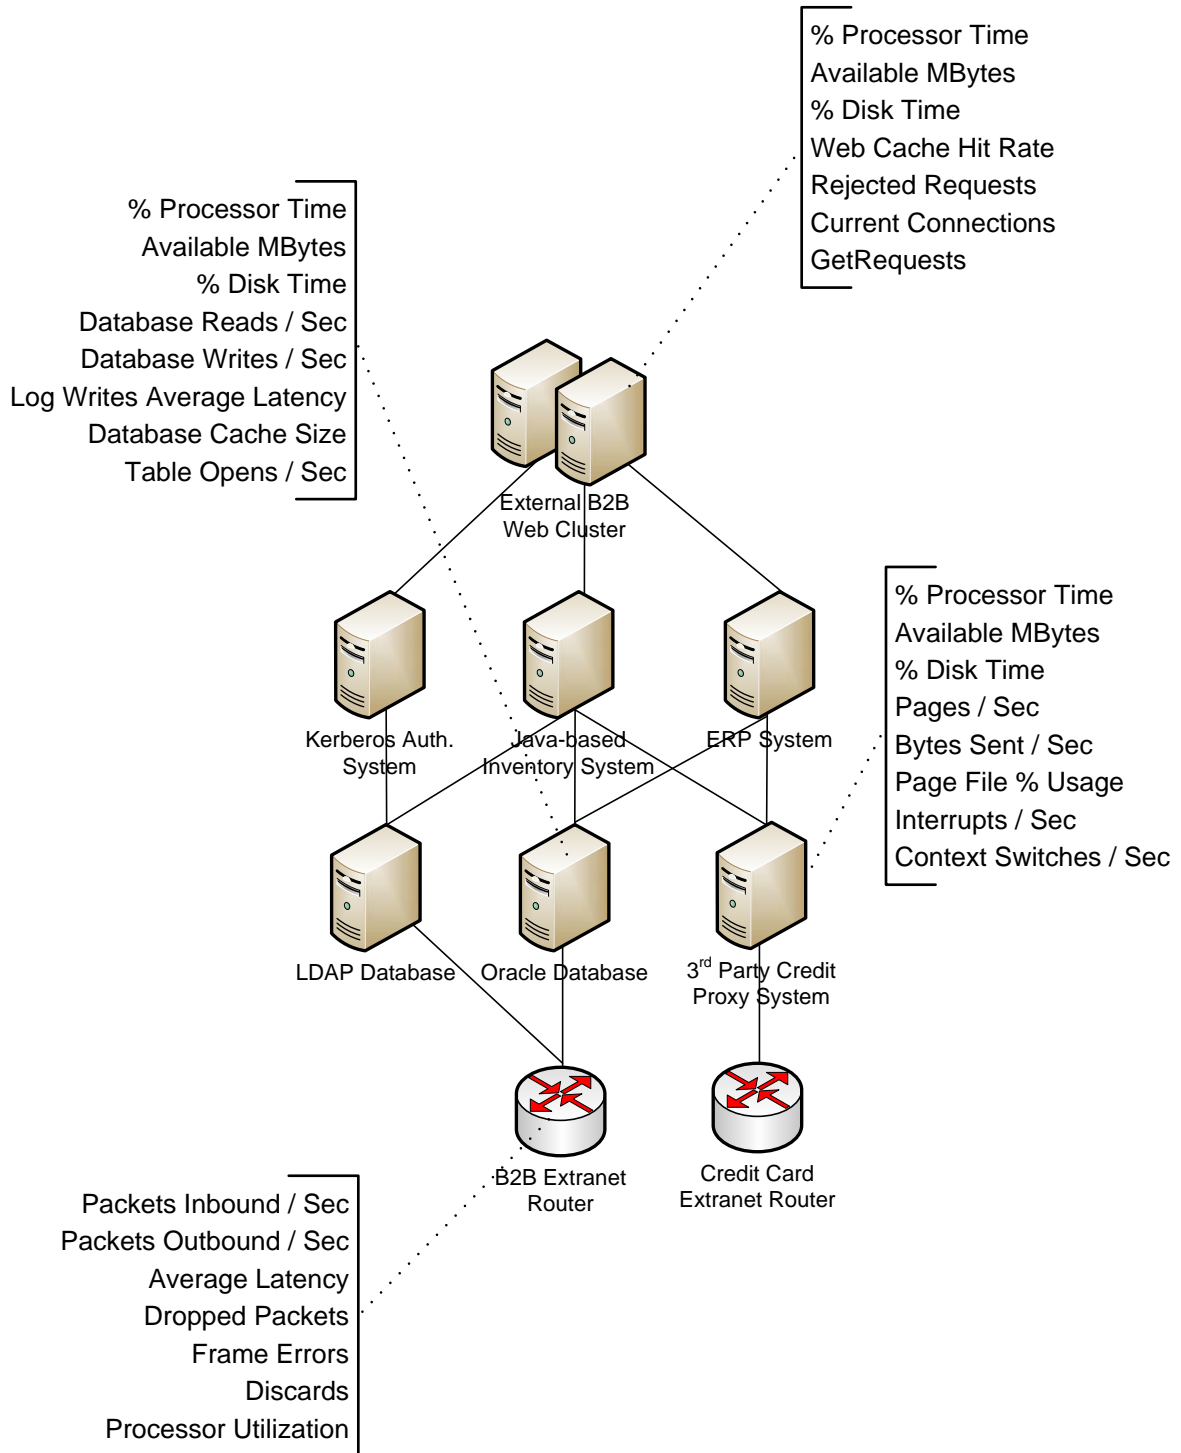 % Processor Time
Available MBytes
% Disk Time
Web Cache Hit Rate
Rejected Requests
Current Connections
GetRequests
% Processor Time
Available MBytes
% Disk Time
Database Reads / Sec
Database Writes / Sec
Log Writes Average Latency
Database Cache Size
Table Opens / Sec
External B2B
Web Cluster
% Processor Time
Available MBytes
% Disk Time
Pages / Sec
Bytes Sent / Sec
Page File % Usage
Interrupts / Sec
Context Switches / Sec
Kerberos Auth.
System
Java-based
Inventory System
ERP System
LDAP Database
Oracle Database
3rd Party Credit
Proxy System
B2B Extranet
Router
Credit Card
Extranet Router
Packets Inbound / Sec
Packets Outbound / Sec
Average Latency
Dropped Packets
Frame Errors
Discards
Processor Utilization